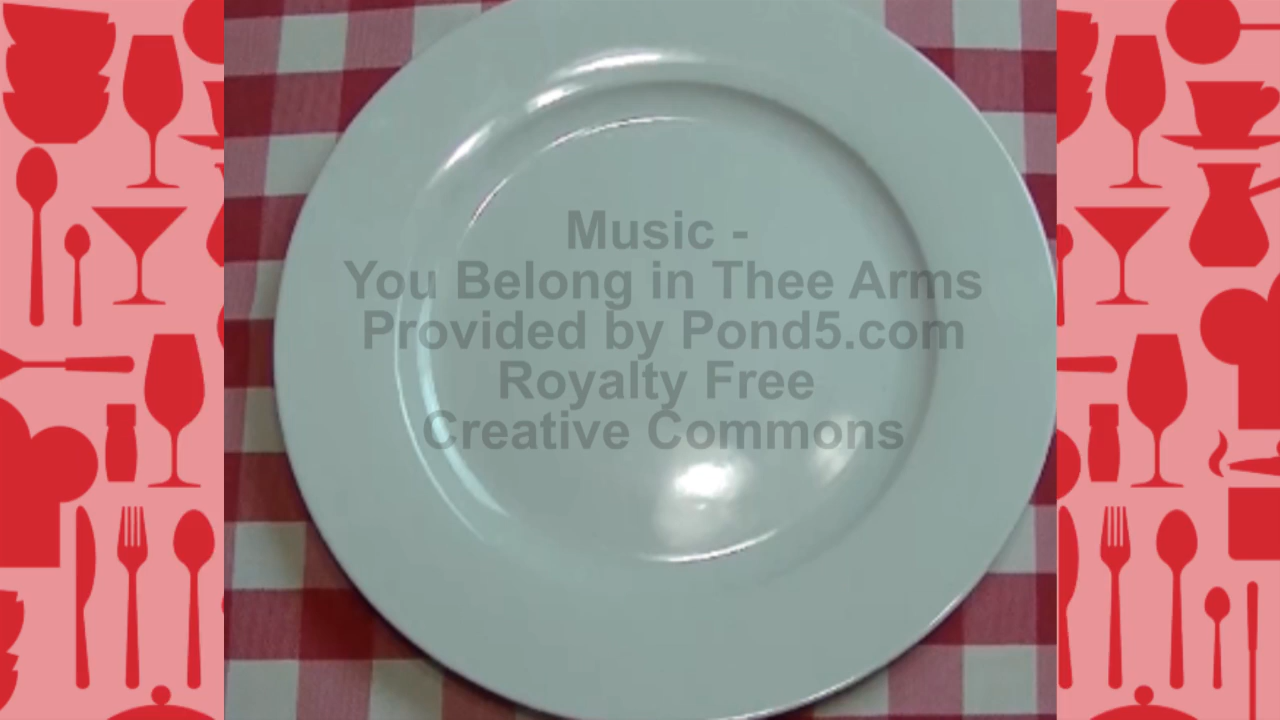 Music -
You Belong in Thee Arms
Provided by Pond5.com
Royalty Free
Creative Commons